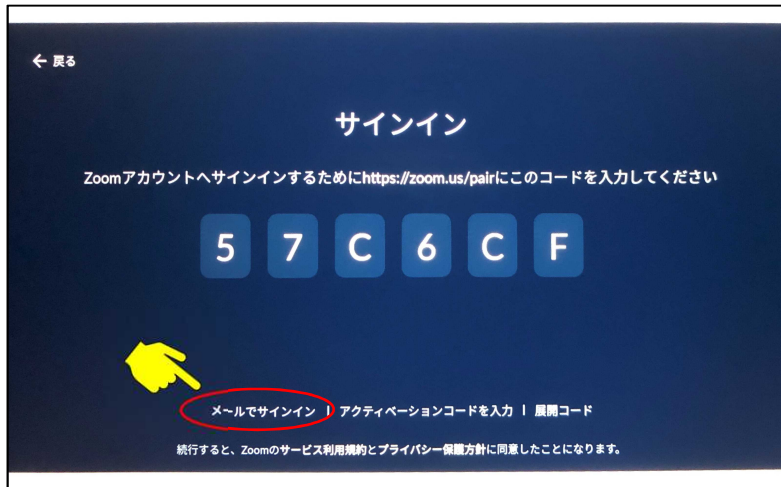 ← 戻る
サインイン
Zoomアカウントへサインインするためにhttps://zoom.us/pairにこのコードを入力してください
5 7 C 6 C F
メールでサインイン | アクティベーションコードを入力 | 展開コード
続行すると、Zoomのサービス利用規約とプライバシー保護方針に同意したことになります。